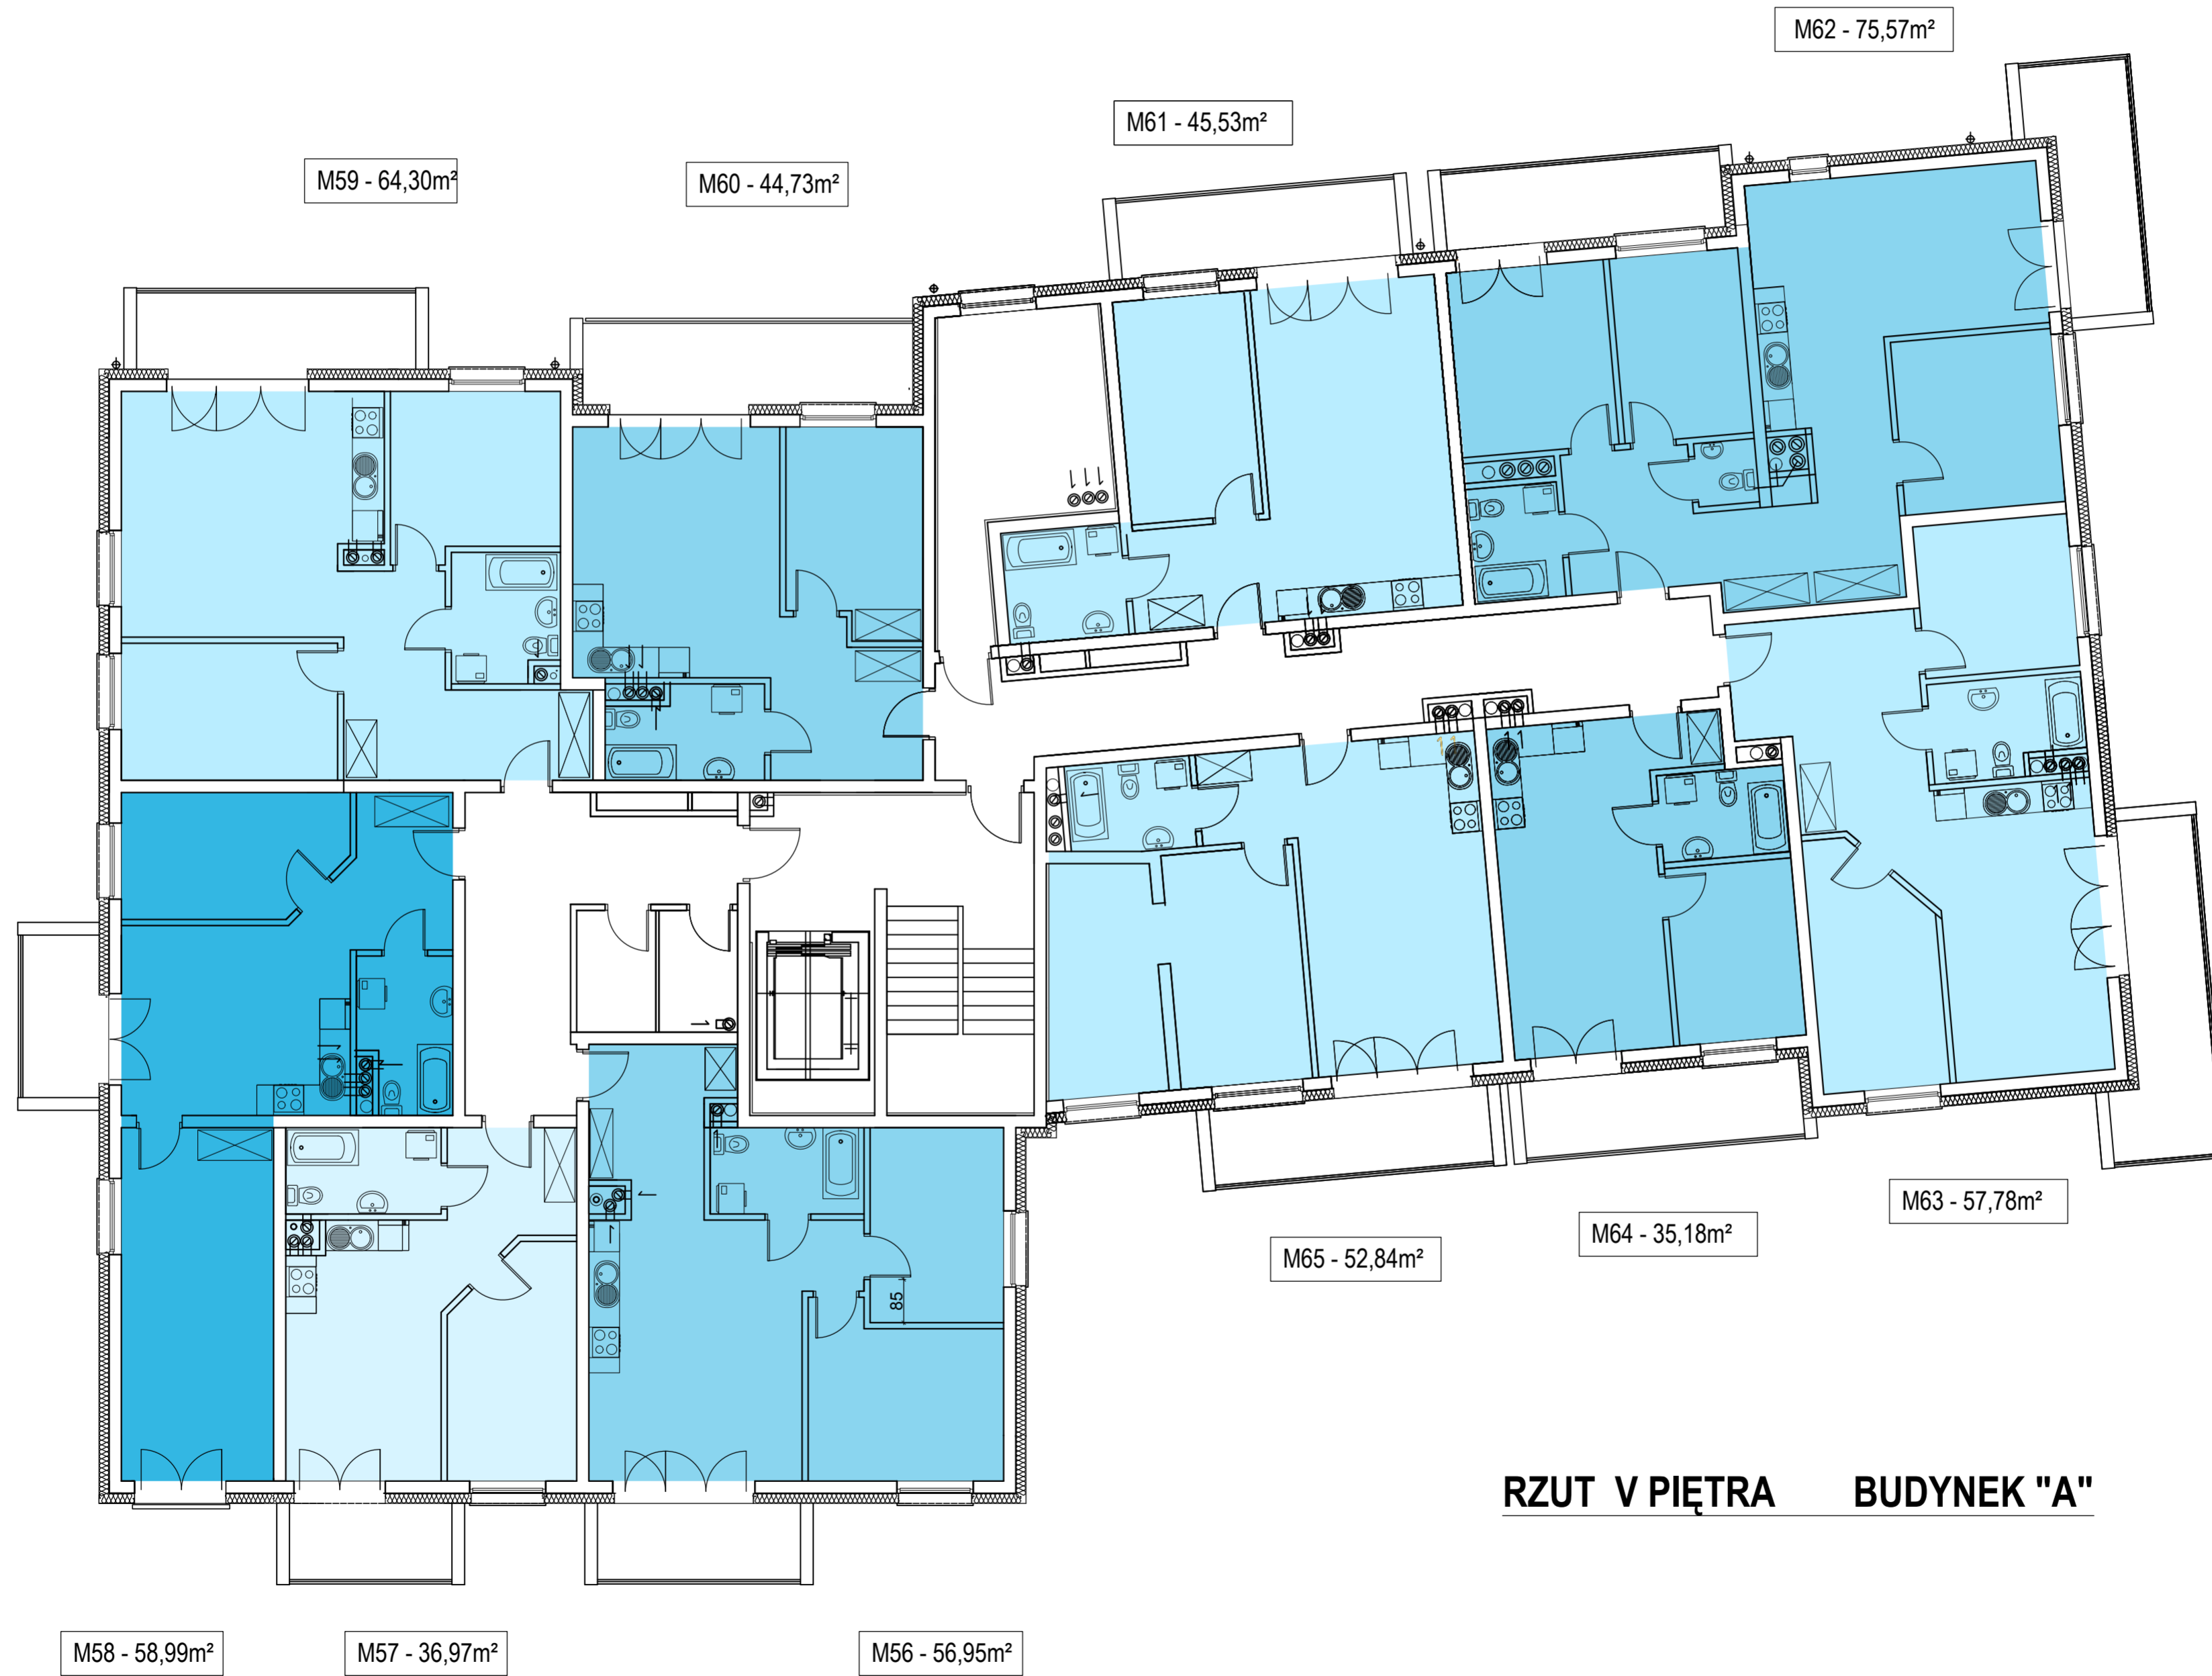 M62 - 75,57m²
M61 - 45,53m²
M59 - 64,30m²
M60 - 44,73m²
85
M63 - 57,78m²
M64 - 35,18m²
M65 - 52,84m²
RZUT V PIĘTRA BUDYNEK "A"
M58 - 58,99m²
M57 - 36,97m²
M56 - 56,95m²